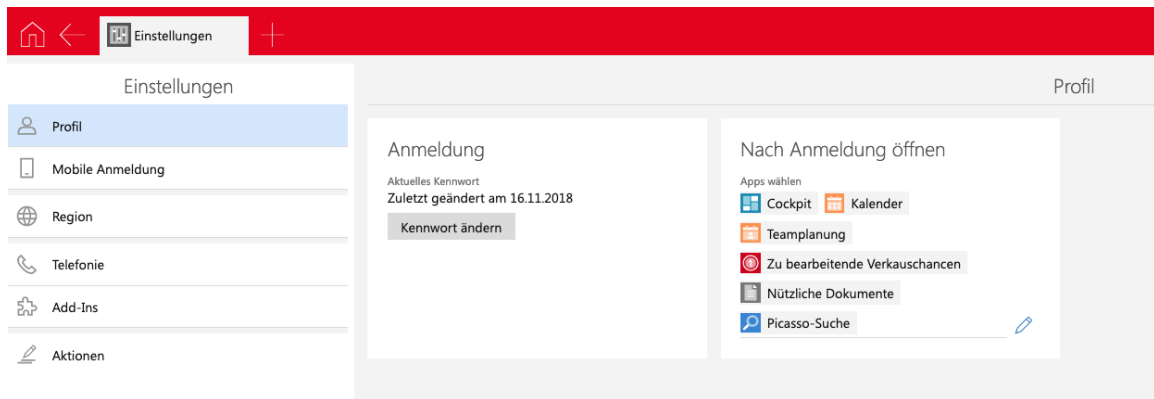 Einstellungen
Einstellungen
Profil
Mobile Anmeldung
Region
Telefonie
Add-Ins
Aktionen
Profil
Anmeldung
Aktuelles Kennwort
Zuletzt geändert am 16.11.2018
Kennwort ändern
Nach Anmeldung öffnen
Apps wählen
Cockpit Kalender
Teamplanung
Zu bearbeitende Verkauschancen
Nützliche Dokumente
Picasso-Suche